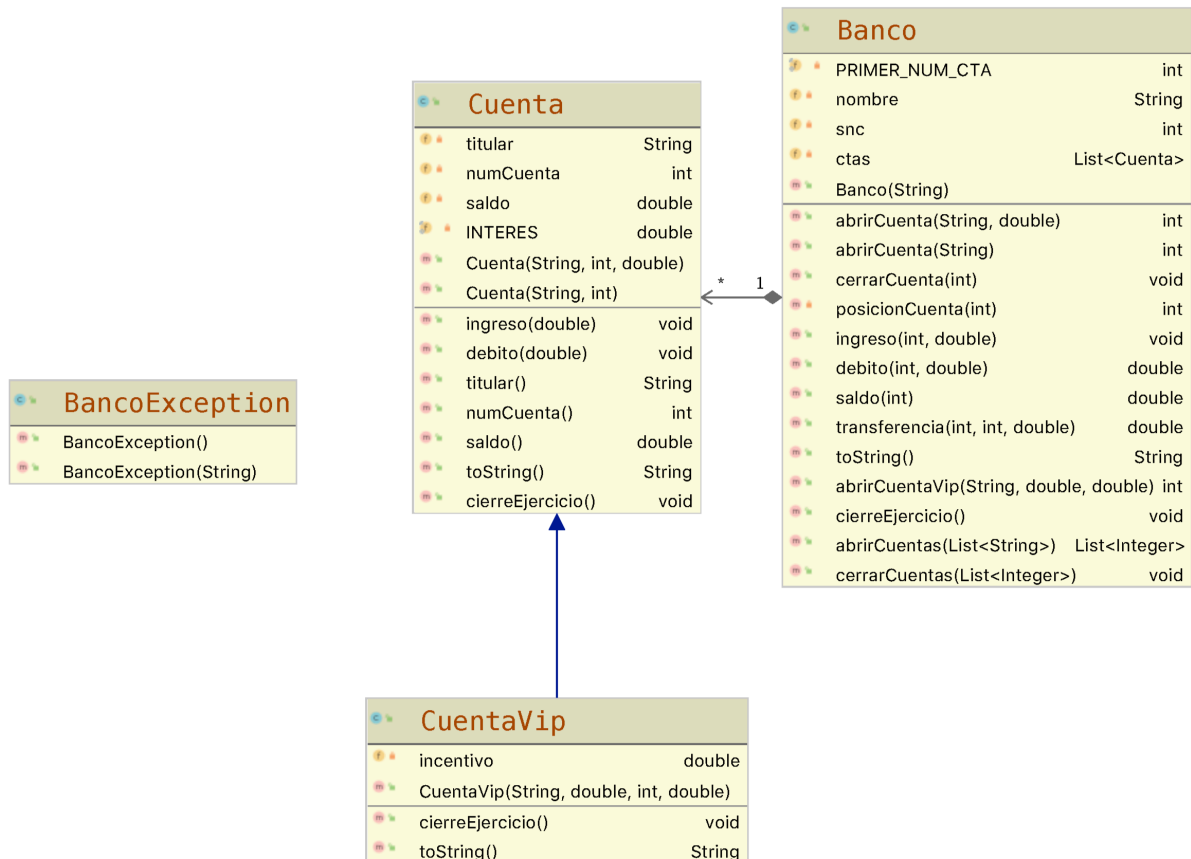 Banco
PRIMER_NUM_CTA int
nombre String
snc int
ctas List<Cuenta>
Banco(String)
abrirCuenta(String, double) int
abrirCuenta(String) int
cerrarCuenta(int) void
posicionCuenta(int) int
ingreso(int, double) void
debito(int, double) double
saldo(int) double
transferencia(int, int, double) double
toString() String
abrirCuentaVip(String, double, double) int
cierreEjercicio() void
abrirCuentas(List<String>) List<Integer>
cerrarCuentas(List<Integer>) void
Cuenta
titular String
numCuenta int
saldo double
INTERES double
Cuenta(String, int, double)
Cuenta(String, int)
ingreso(double) void
debito(double) void
titular() String
numCuenta() int
saldo() double
toString() String
cierreEjercicio() void
* 1
BancoException
BancoException()
BancoException(String)
CuentaVip
incentivo double
CuentaVip(String, double, int, double)
cierreEjercicio() void
toString() String